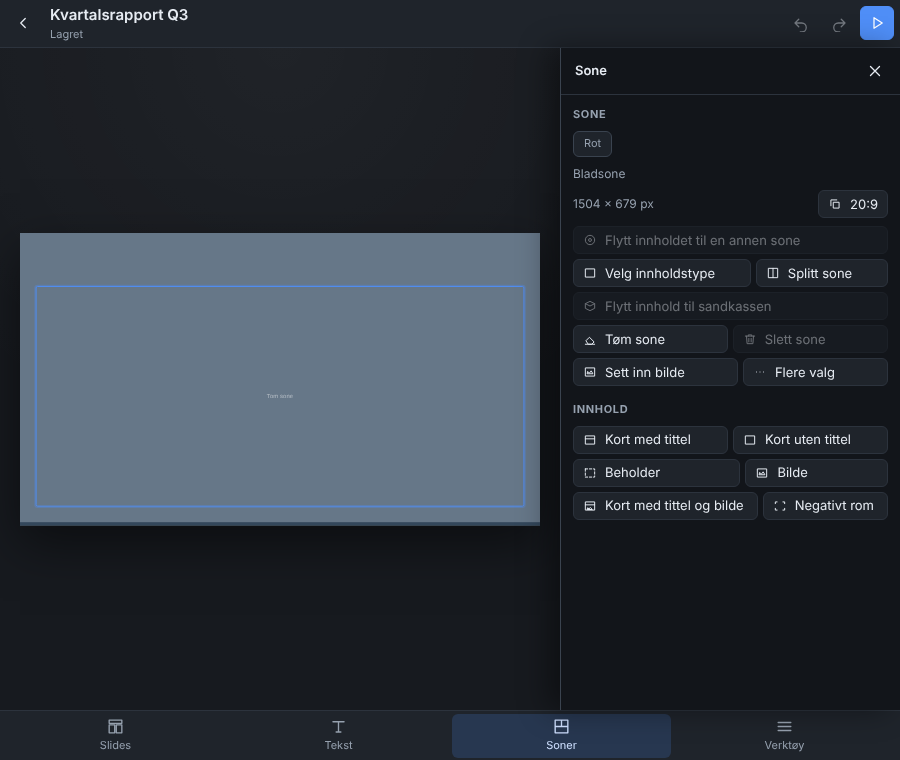 Kvartalsrapport Q3
Lagret
Sone
SONE
Rot
Bladsone
1504 × 679 px
20:9
Flytt innholdet til en annen sone
Velg innholdstype
Splitt sone
Flytt innhold til sandkassen
Tøm sone
Slett sone
Sett inn bilde
Flere valg
INNHOLD
Kort med tittel
Kort uten tittel
Beholder
Bilde
Kort med tittel og bilde
Negativt rom
Tom sone
Slides
Tekst
Soner
Verktøy